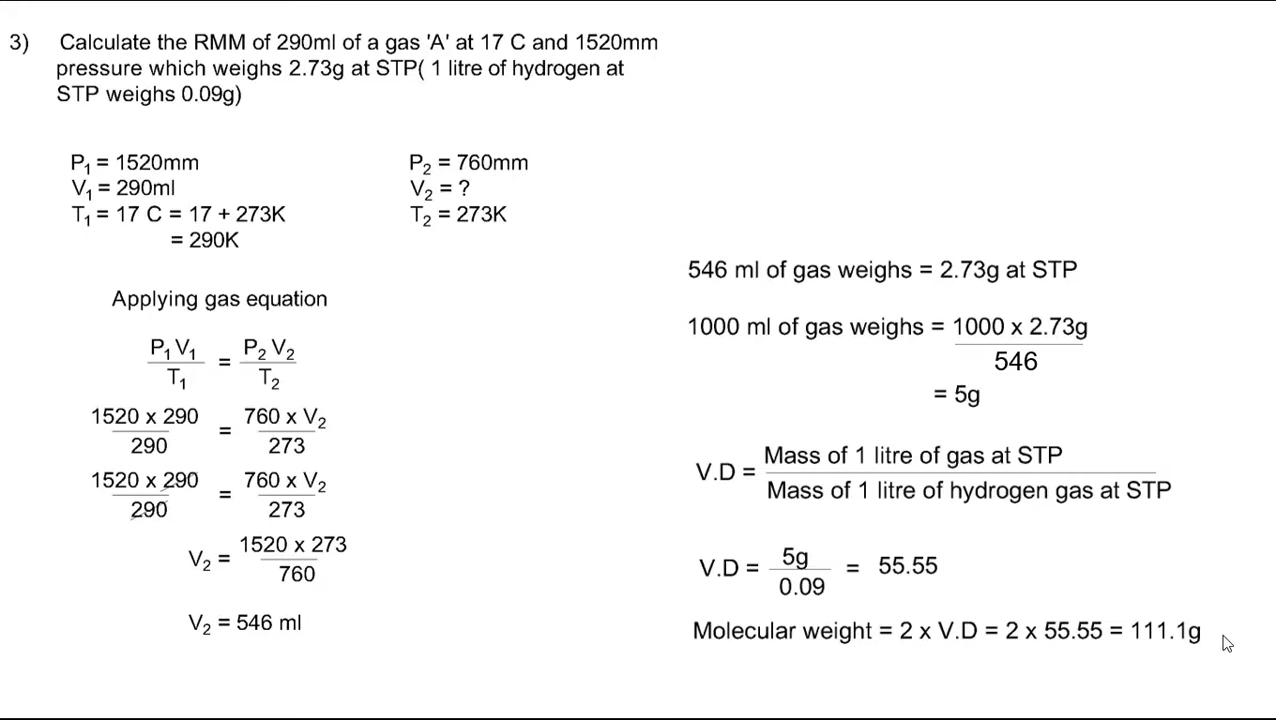 3) Calculate the RMM of 290ml of a gas 'A' at 17 C and 1520mm
pressure which weighs 2.73g at STP( 1 litre of hydrogen at
STP weighs 0.09g)
P₁ = 1520mm
V₁ = 290ml
T₁ = 17 C = 17 + 273K
= 290K
P₂ = 760mm
V₂ = ?
T₂ = 273K
Applying gas equation
P₁ V₁ = P₂ V₂
T₁ T₂
1520 x 290 = 760 x V₂
290 273
1520 x 290 = 760 x V₂
290 273
V₂ = 1520 x 273
760
V₂ = 546 ml
546 ml of gas weighs = 2.73g at STP
1000 ml of gas weighs = 1000 x 2.73g
546
= 5g
V.D = Mass of 1 litre of gas at STP
Mass of 1 litre of hydrogen gas at STP
V.D = 5g = 55.55
0.09
Molecular weight = 2 x V.D = 2 x 55.55 = 111.1g